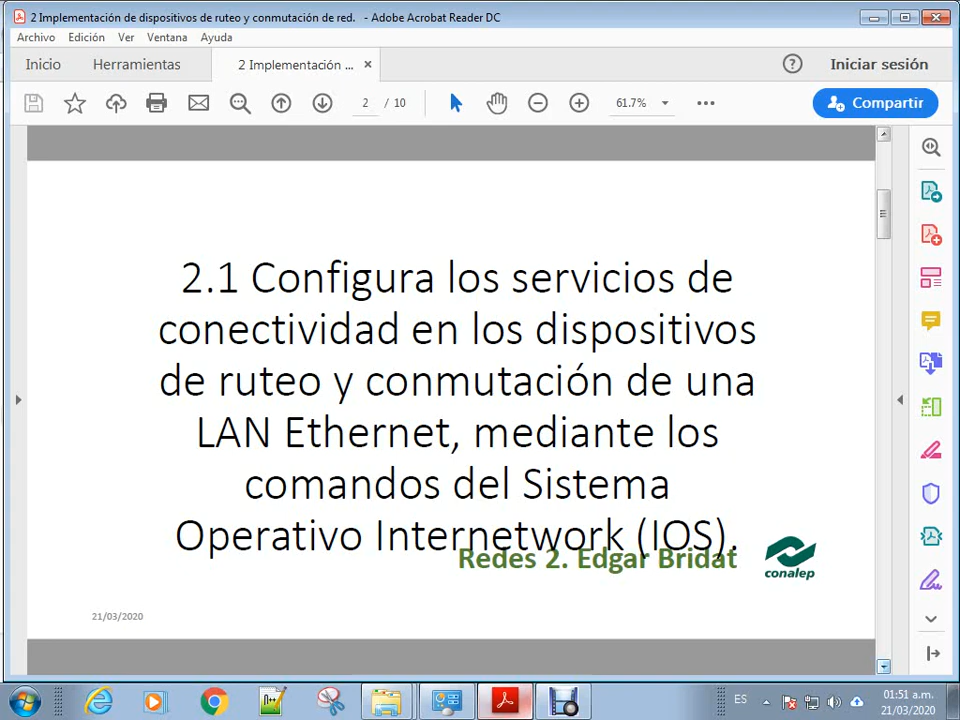 2 Implementación de dispositivos de ruteo y conmutación de red. - Adobe Acrobat Reader DC
Archivo Edición Ver Ventana Ayuda
Inicio Herramientas 2 Implementación ... × ? Iniciar sesión
2 / 10 61.7% Compartir
2.1 Configura los servicios de
conectividad en los dispositivos
de ruteo y conmutación de una
LAN Ethernet, mediante los
comandos del Sistema
Operativo Internetwork (IOS).
Redes 2. Edgar Bridat
conalep
21/03/2020
ES 01:51 a.m.
21/03/2020